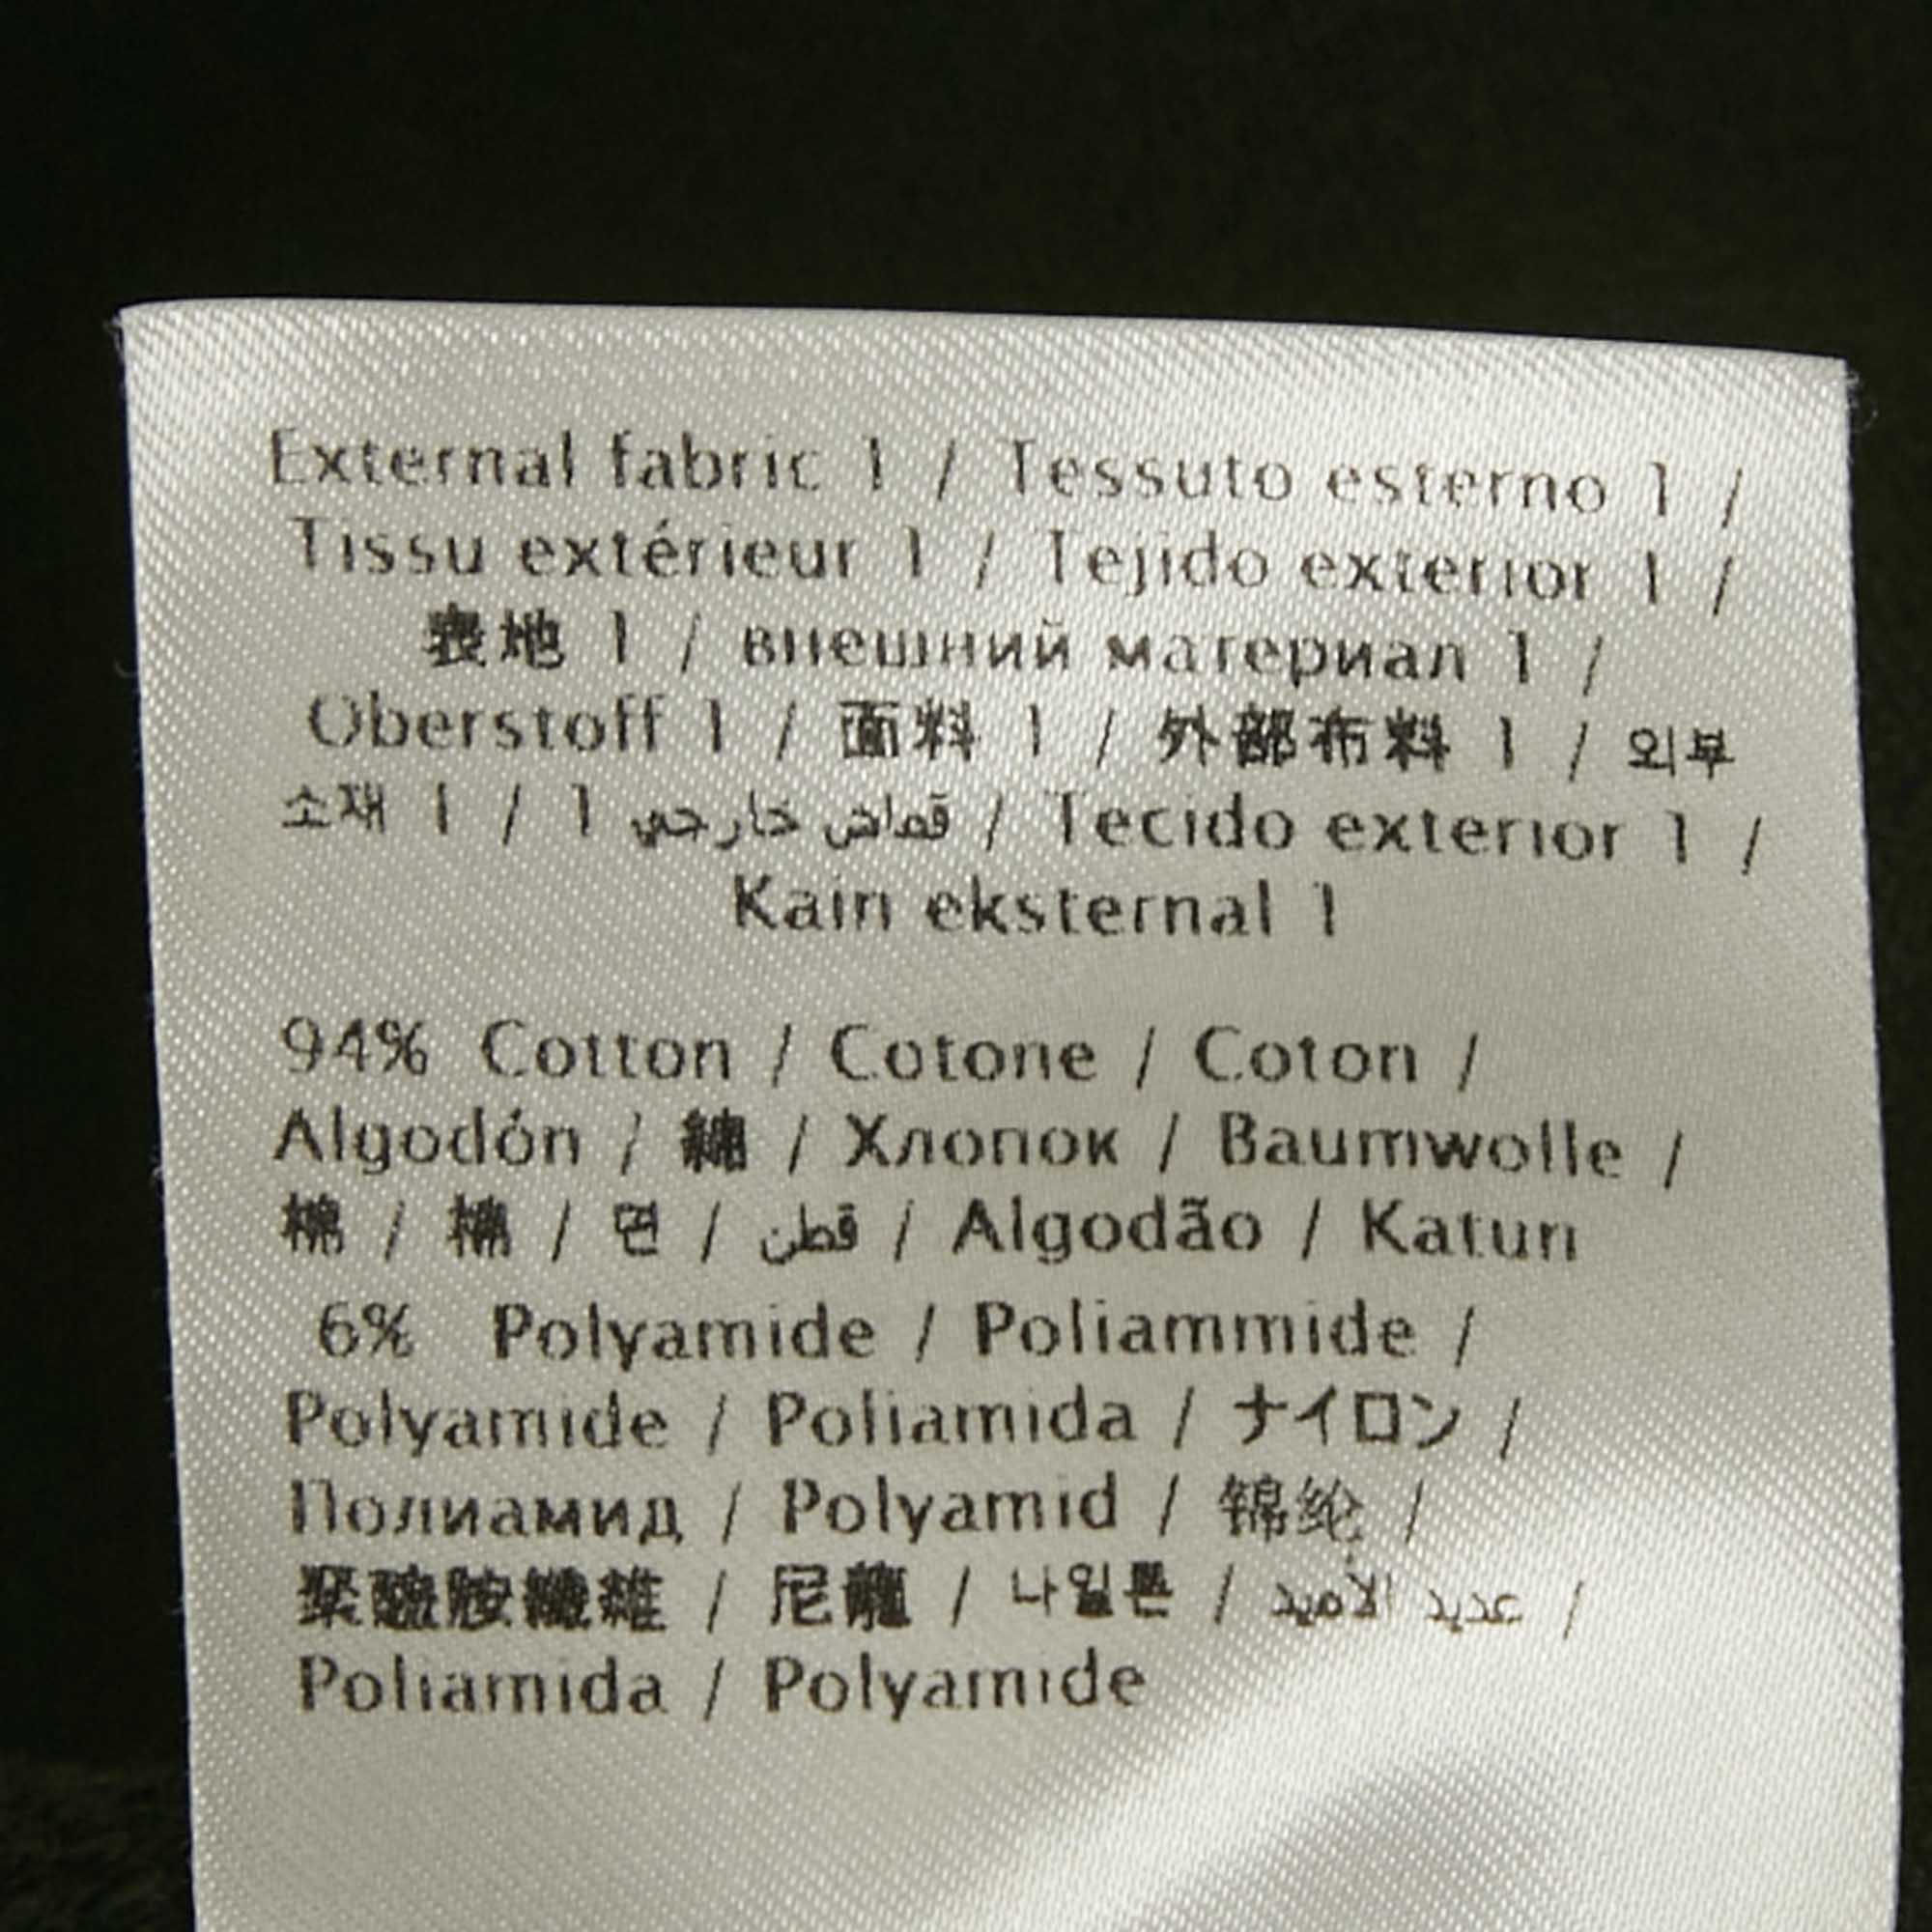 External fabric 1 / Tessuto esterno 1 /
Tissu extérieur 1 / Tejido exterior 1 /
表地 1 / внешний материал 1 /
Oberstoff 1 / 面料 1 / 外部布料 1 / 외부
소재 1 / 1 قماش خارجي / Tecido exterior 1 /
Kain eksternal 1
94% Cotton / Cotone / Coton /
Algodón / 綿 / Хлопок / Baumwolle /
棉 / 棉 / 면 / قطن / Algodão / Katun
6% Polyamide / Poliammide /
Polyamide / Poliamida / ナイロン /
Полиамид / Polyamid / 锦纶 /
聚醯胺纖維 / 尼龍 / 나일론 / عديد الأميد /
Poliamida / Polyamide